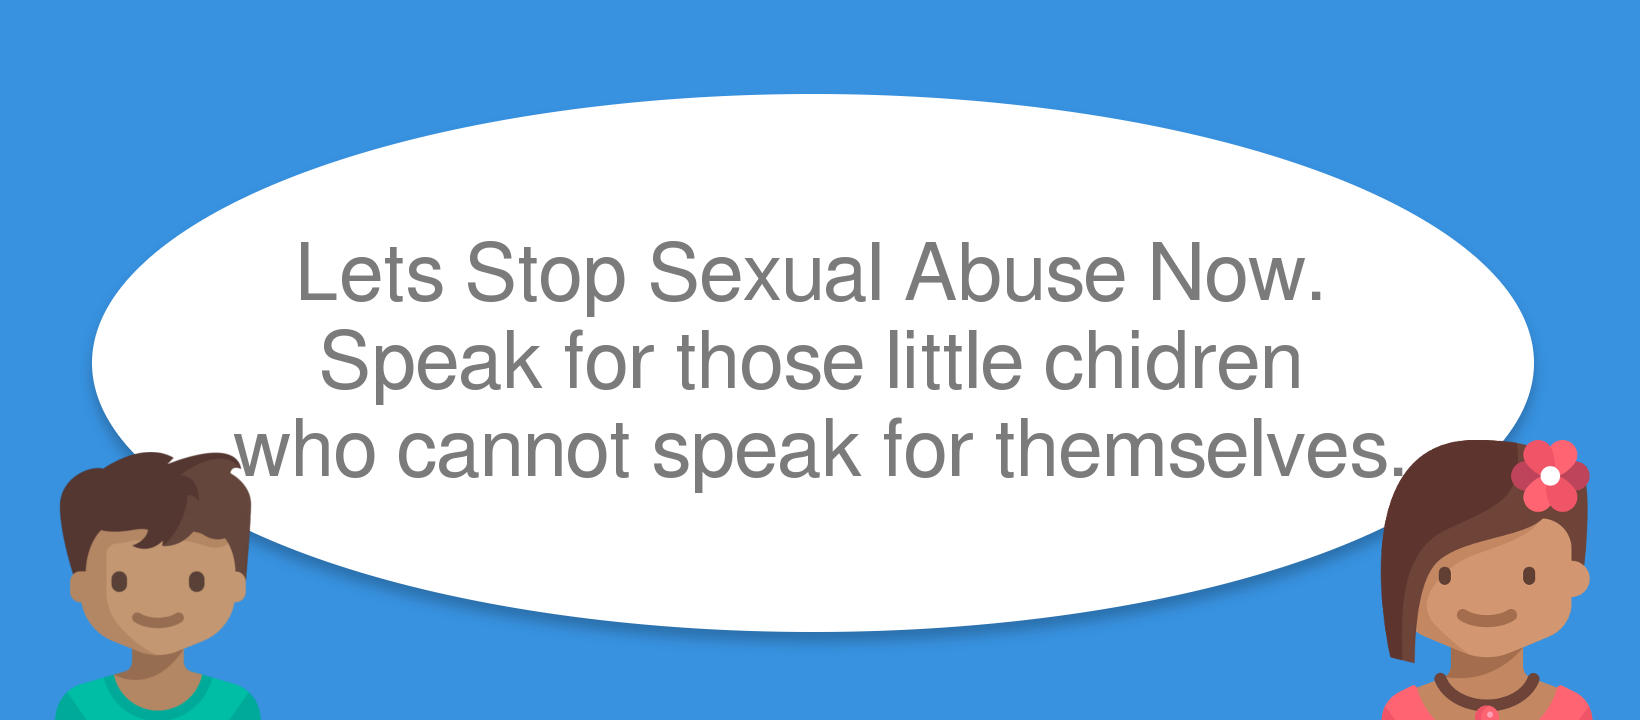 Lets Stop Sexual Abuse Now.
Speak for those little chidren
who cannot speak for themselves.